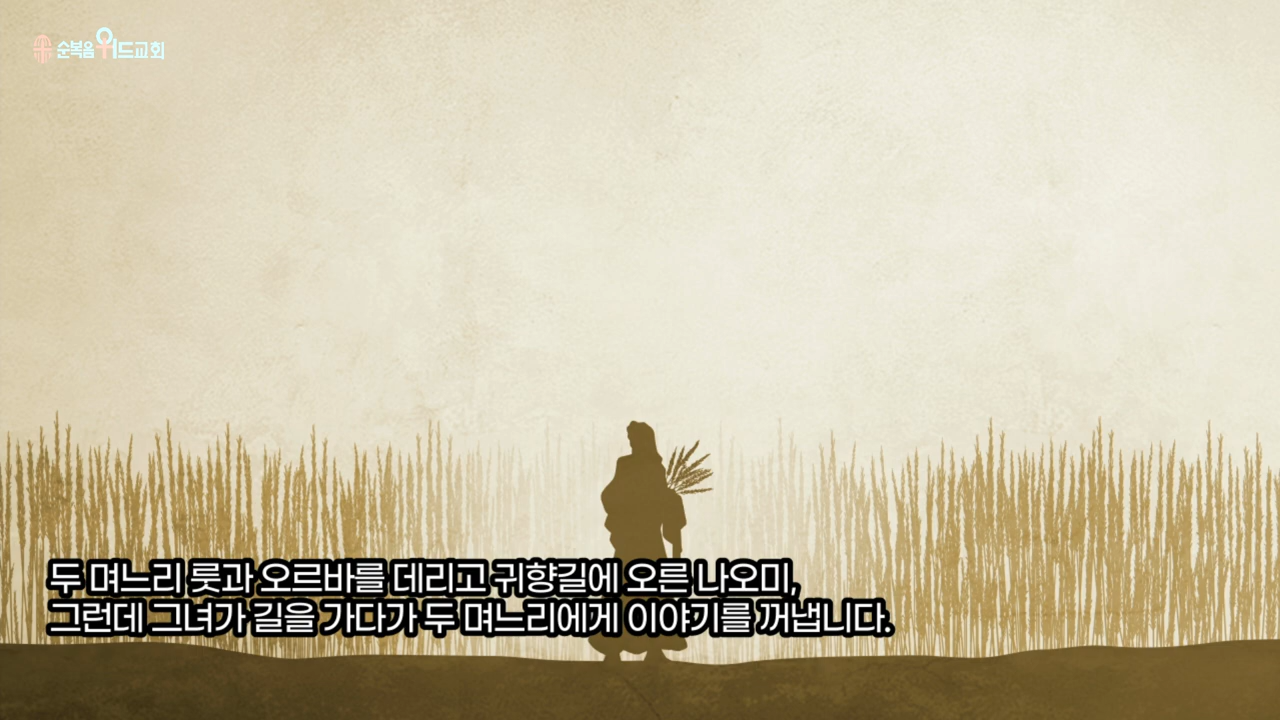 순복음위드교회
두 며느리 룻과 오르바를 데리고 귀향길에 오른 나오미,
그런데 그녀가 길을 가다가 두 며느리에게 이야기를 꺼냅니다.